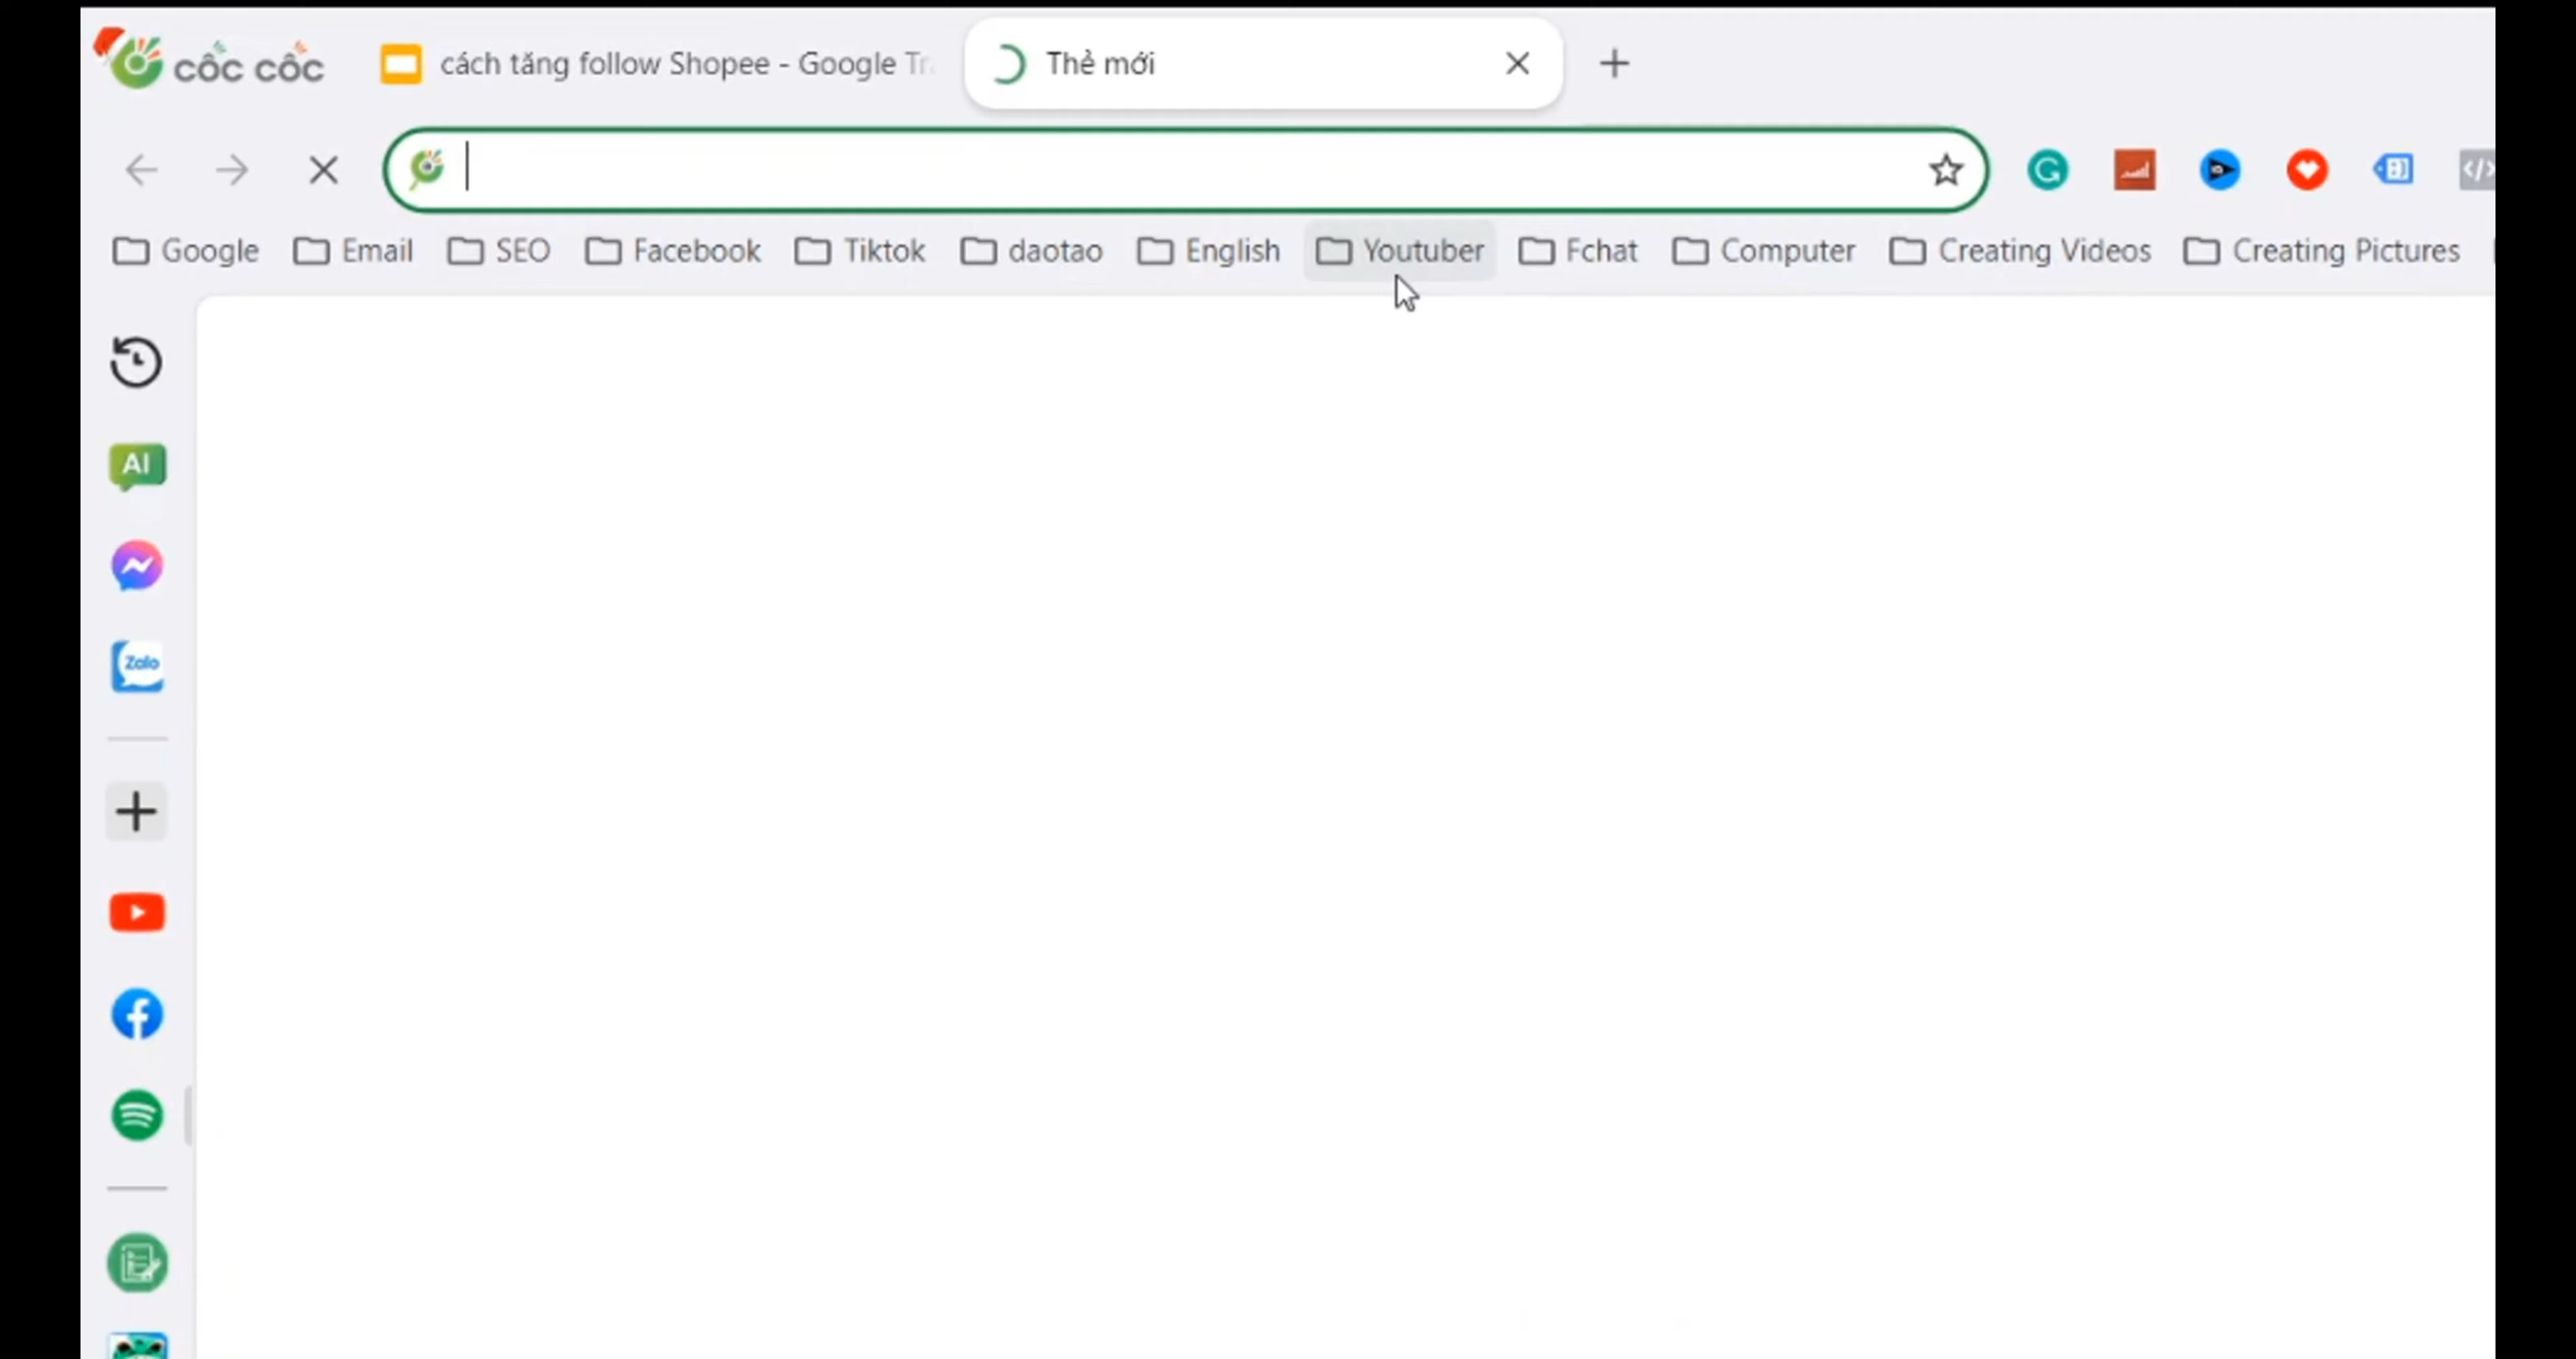 cốc cốc cách tăng follow Shopee - Google Tr Thẻ mới
Google Email SEO Facebook Tiktok daotao English Youtuber Fchat Computer Creating Videos Creating Pictures
AI
Zalo